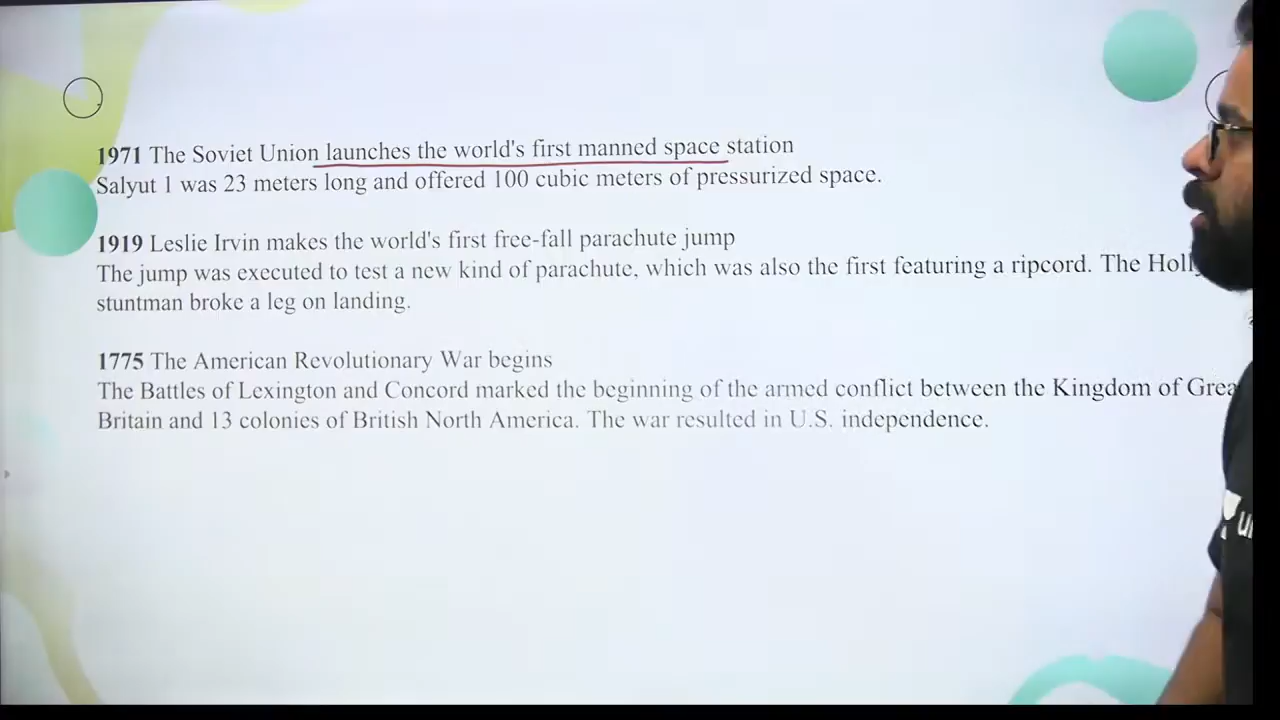 1971 The Soviet Union launches the world's first manned space station
Salyut 1 was 23 meters long and offered 100 cubic meters of pressurized space.
1919 Leslie Irvin makes the world's first free-fall parachute jump
The jump was executed to test a new kind of parachute, which was also the first featuring a ripcord. The
stuntman broke a leg on landing.
1775 The American Revolutionary War begins
The Battles of Lexington and Concord marked the beginning of the armed conflict between the Kingdom of
Britain and 13 colonies of British North America. The war resulted in U.S. independence.